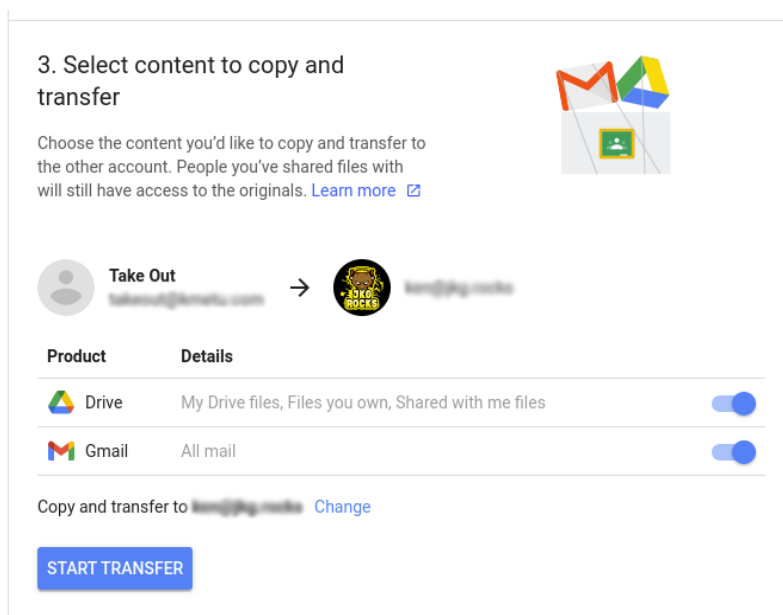 3. Select content to copy and
transfer
Choose the content you’d like to copy and transfer to
the other account. People you’ve shared files with
will still have access to the originals. Learn more
Take Out
JKG
ROCKS
Product Details
Drive My Drive files, Files you own, Shared with me files
Gmail All mail
Copy and transfer to Change
START TRANSFER